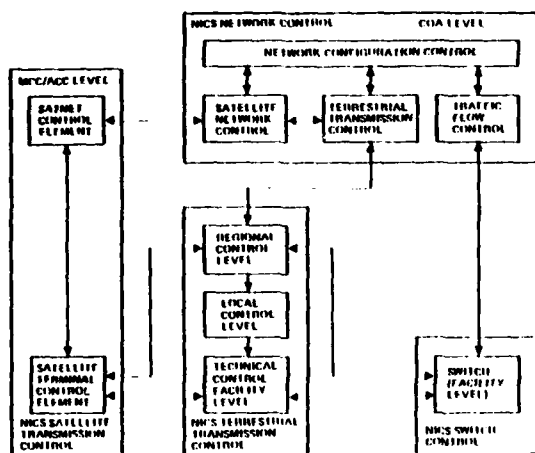 NICS NETWORK CONTROL COA LEVEL
NETWORK CONFIGURATION CONTROL
MCC/ACC LEVEL
SATNET
CONTROL
ELEMENT
SATELLITE
NETWORK
CONTROL
TERRESTRIAL
TRANSMISSION
CONTROL
TRAFFIC
FLOW
CONTROL
REGIONAL
CONTROL
LEVEL
LOCAL
CONTROL
LEVEL
SATELLITE
TERMINAL
CONTROL
ELEMENT
TECHNICAL
CONTROL
FACILITY
LEVEL
SWITCH
(FACILITY
LEVEL)
NICS SATELLITE
TRANSMISSION
CONTROL
NICS TERRESTRIAL
TRANSMISSION
CONTROL
NICS SWITCH
CONTROL